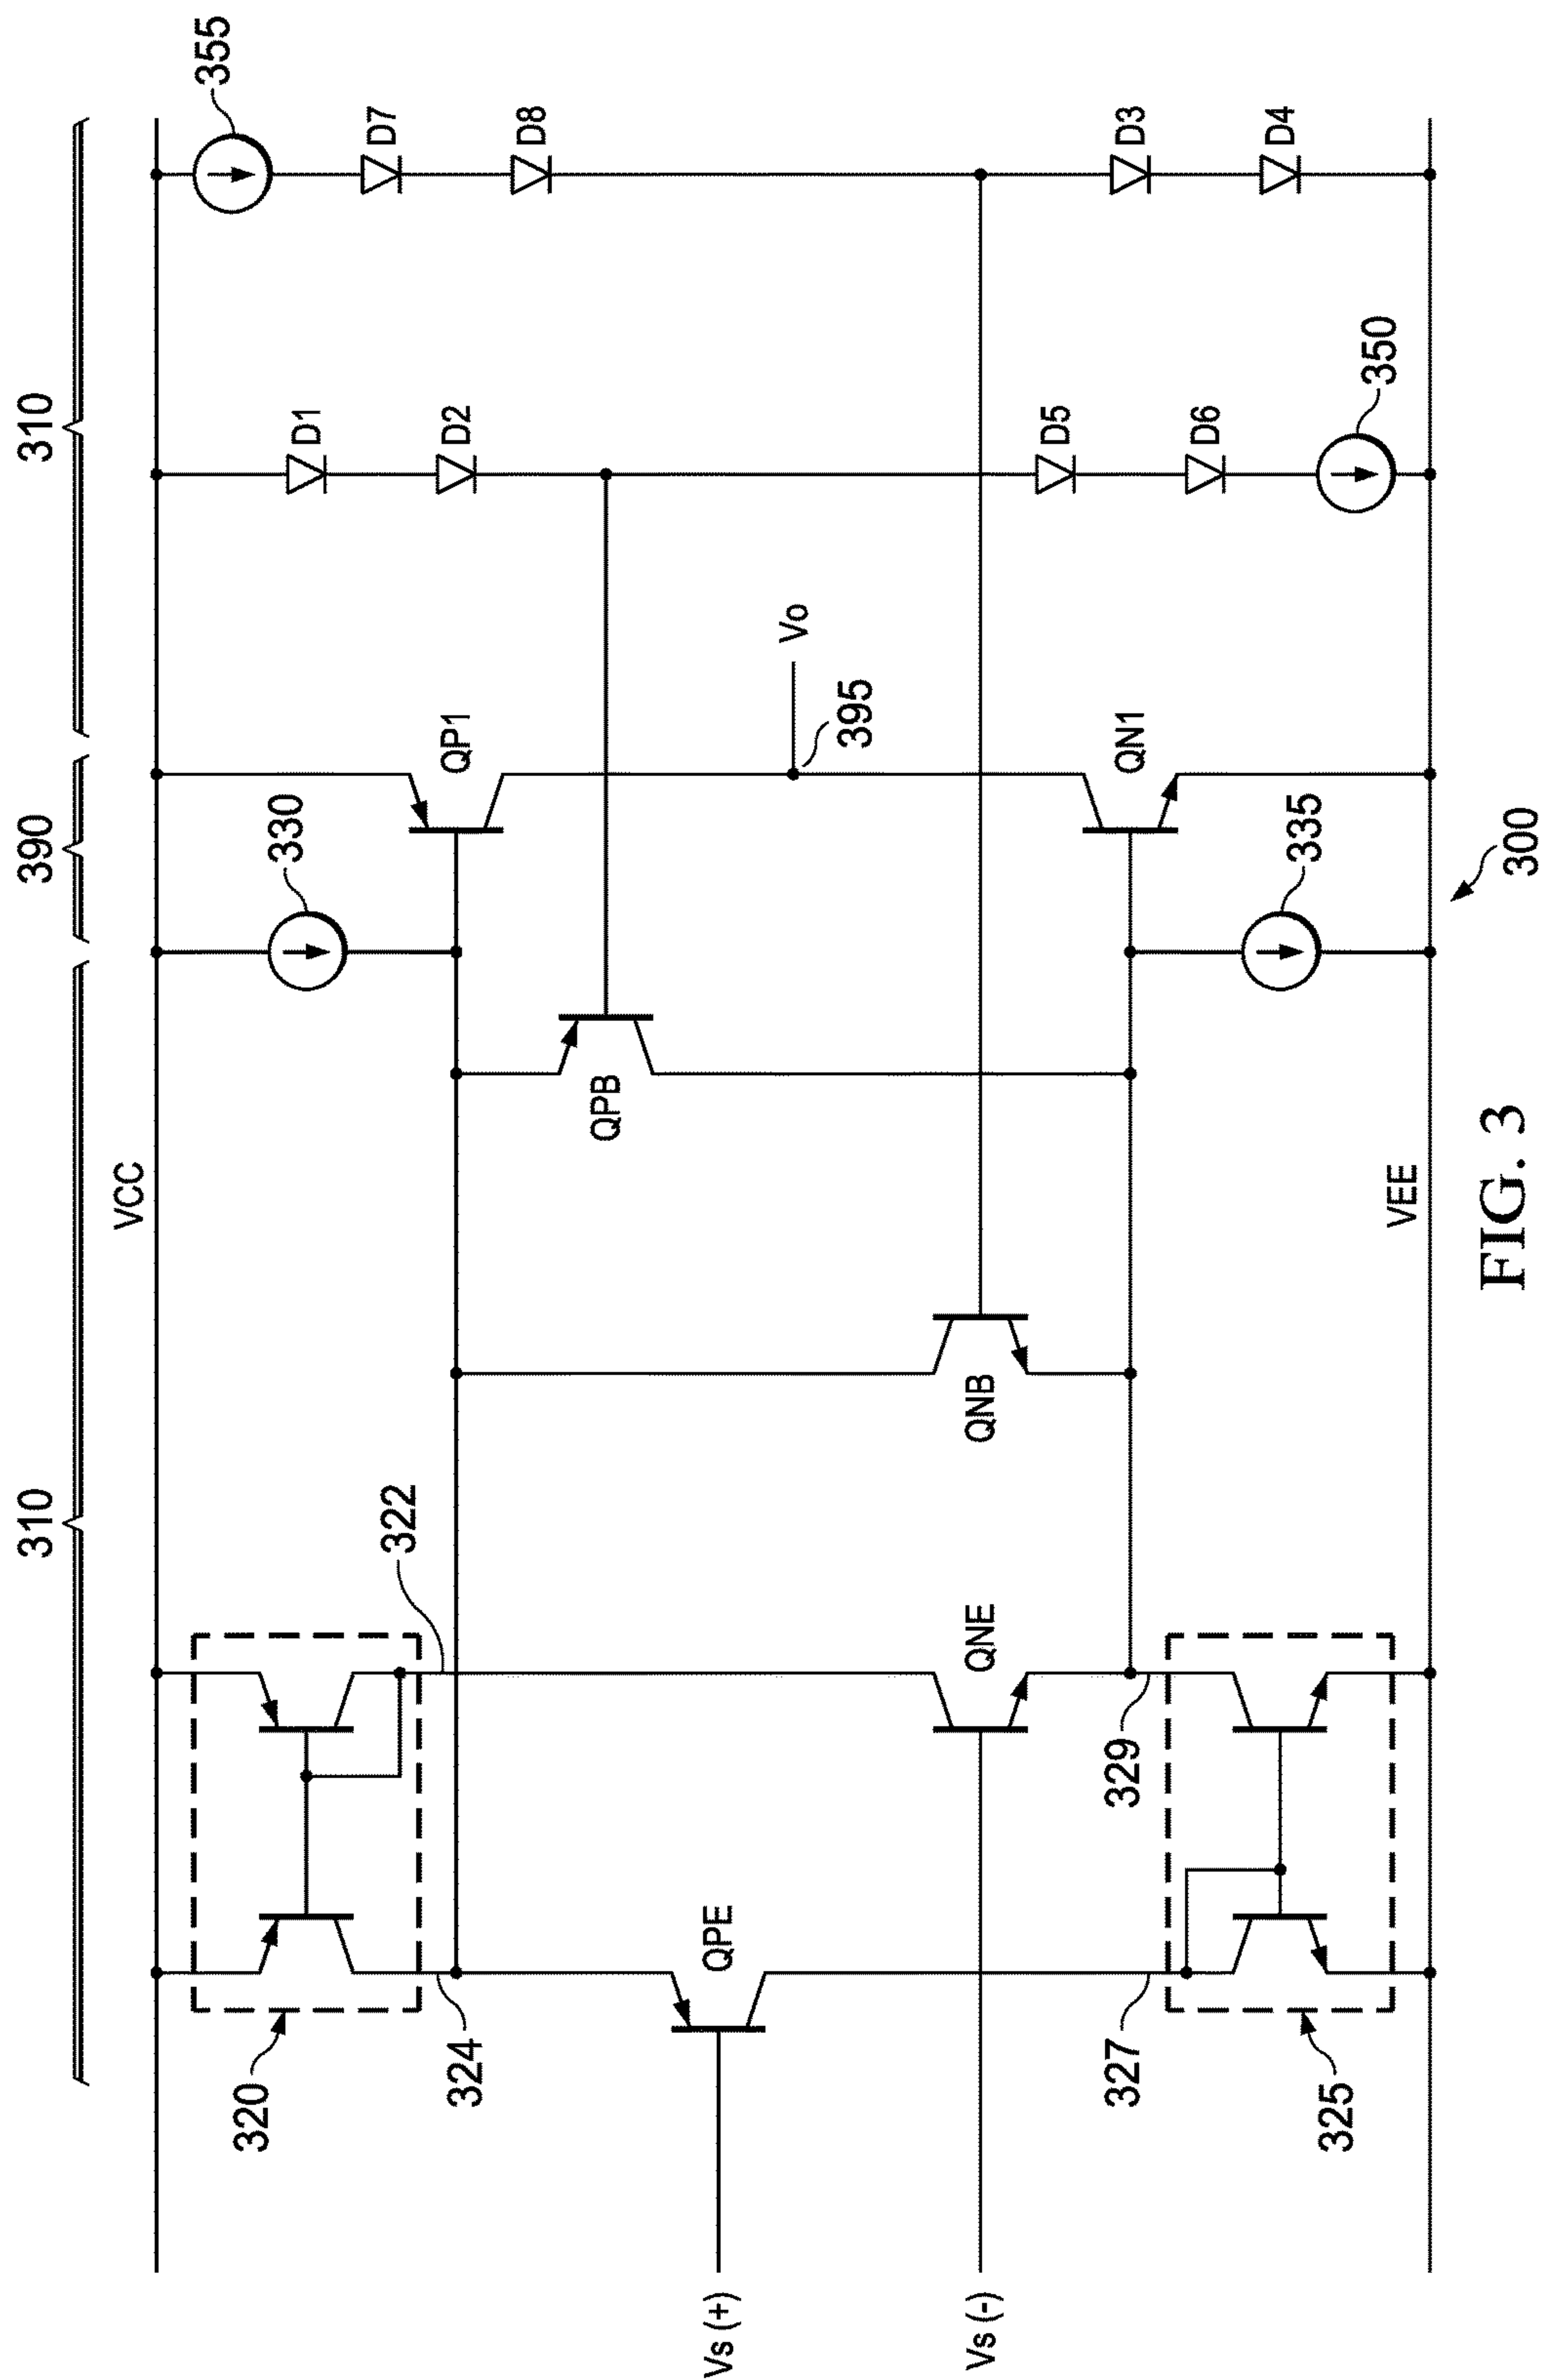 310
390
310
VCC
320
324
322
330
QP1
D1
D2
355
D7
D8
QPB
Vs (+)
QPE
Vo
395
Vs (-)
QNE
QNB
QN1
D5
D6
350
D3
D4
327
329
325
335
VEE
300
FIG. 3